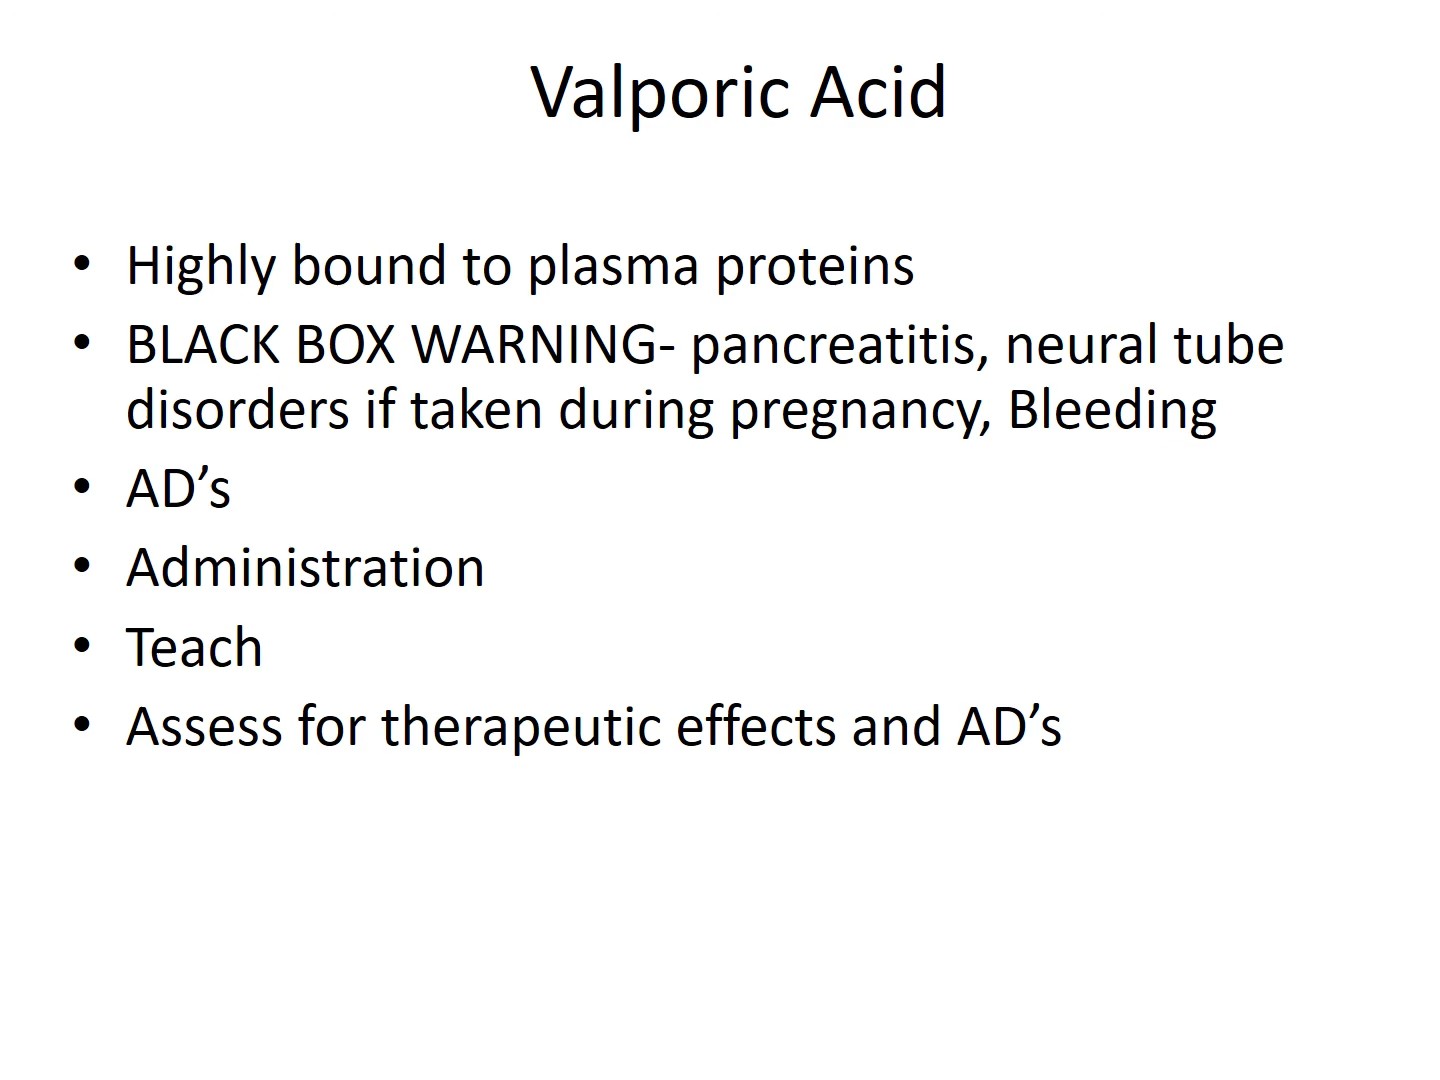 Valporic Acid
• Highly bound to plasma proteins
• BLACK BOX WARNING- pancreatitis, neural tube
disorders if taken during pregnancy, Bleeding
• AD’s
• Administration
• Teach
• Assess for therapeutic effects and AD’s